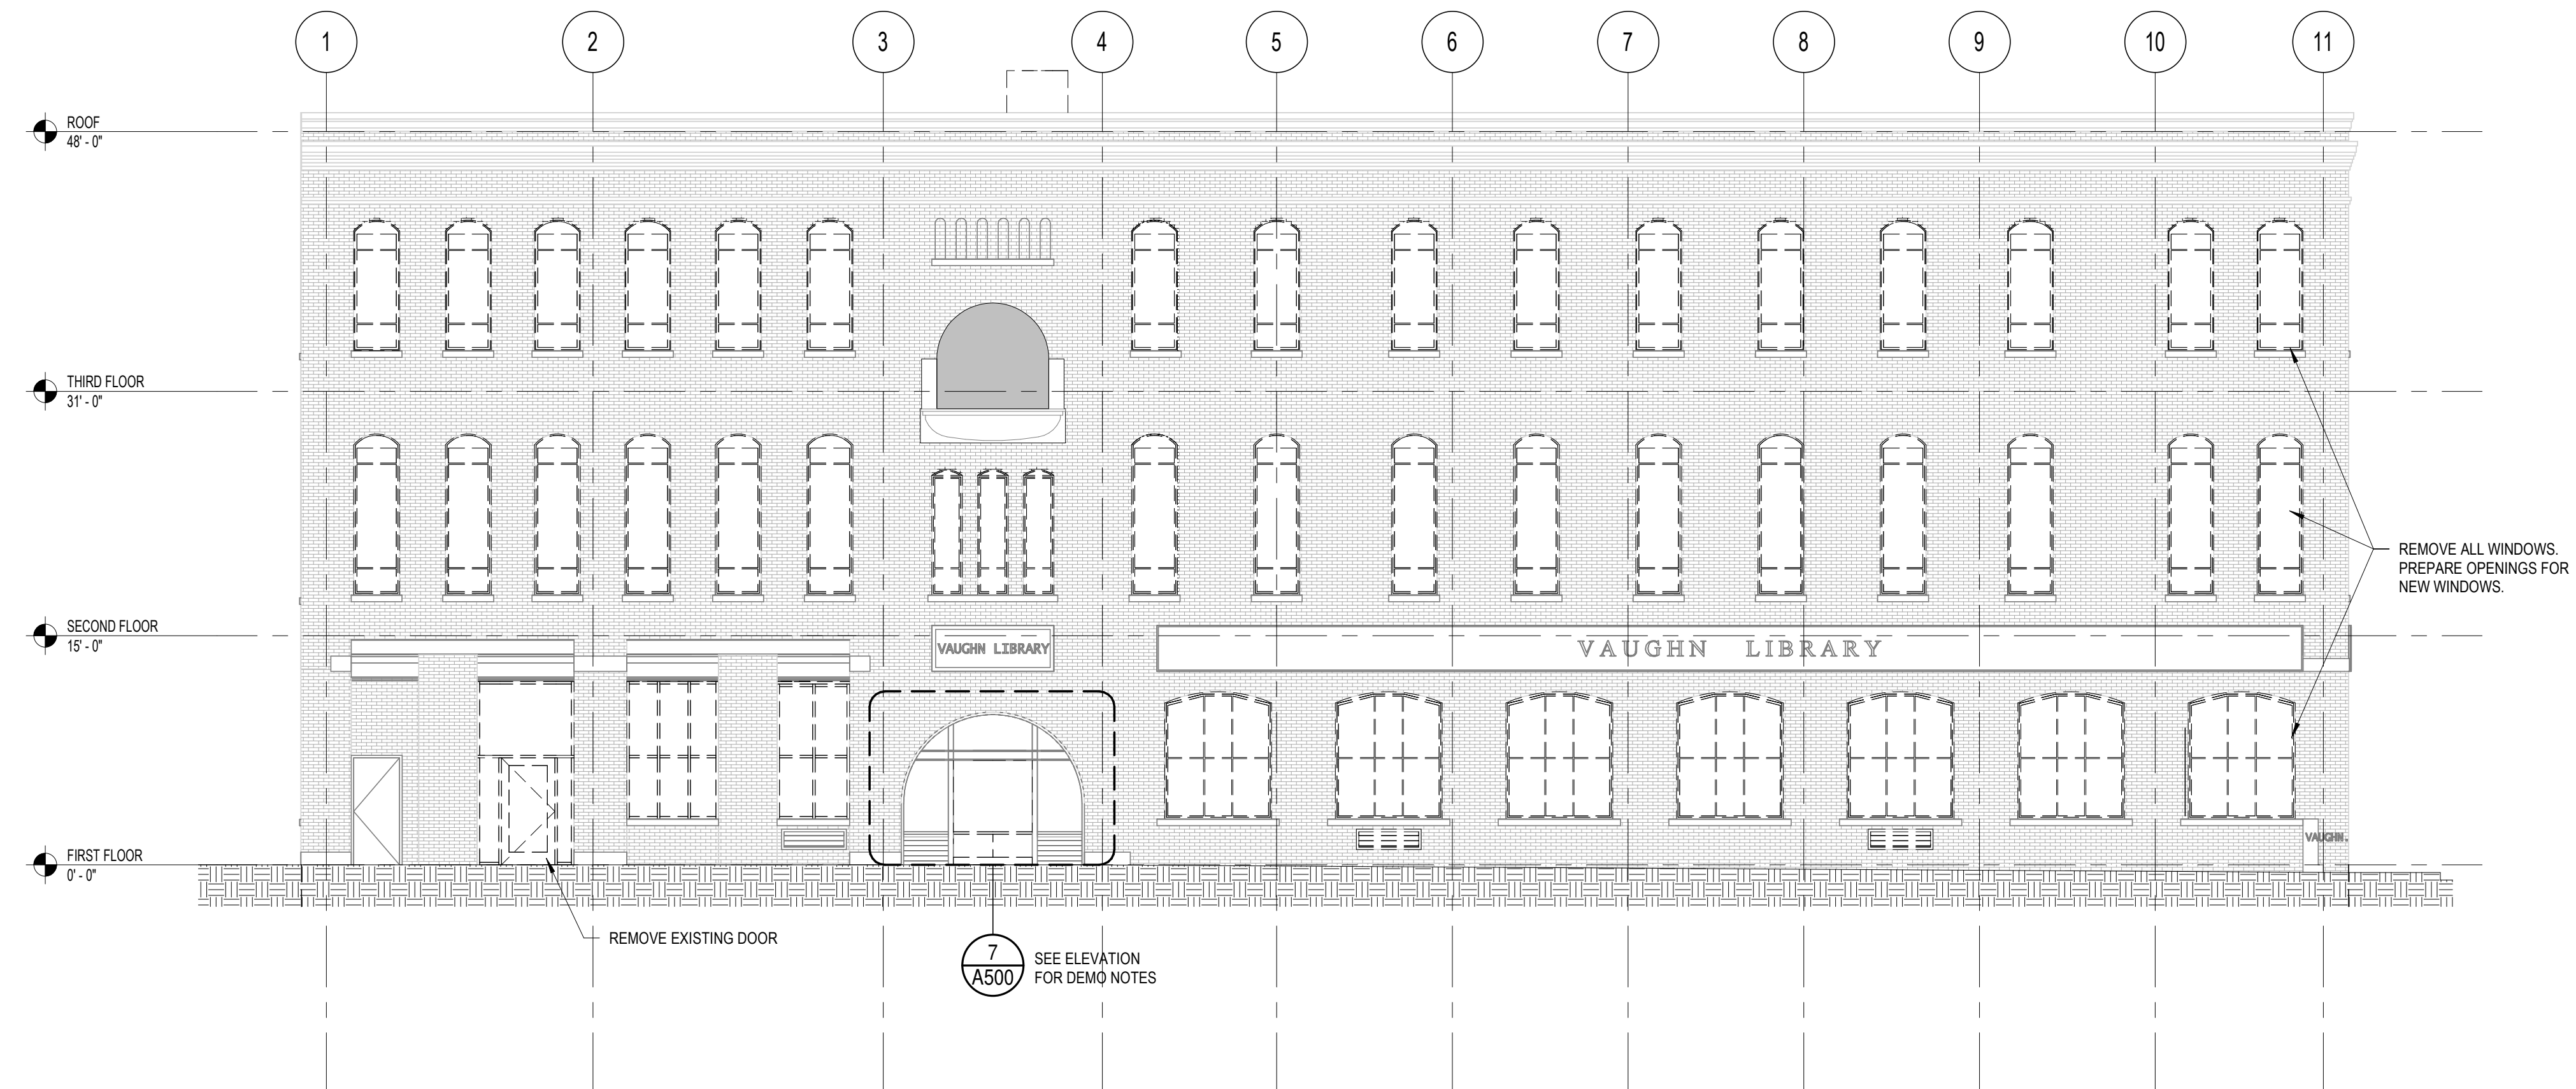 1
2
3
4
5
6
7
8
9
10
11
ROOF
48' - 0"
THIRD FLOOR
31' - 0"
REMOVE ALL WINDOWS.
PREPARE OPENINGS FOR
NEW WINDOWS.
SECOND FLOOR
15' - 0"
VAUGHN LIBRARY
VAUGHN LIBRARY
VAUGHN.
FIRST FLOOR
0' - 0"
REMOVE EXISTING DOOR
7
A500
SEE ELEVATION
FOR DEMO NOTES